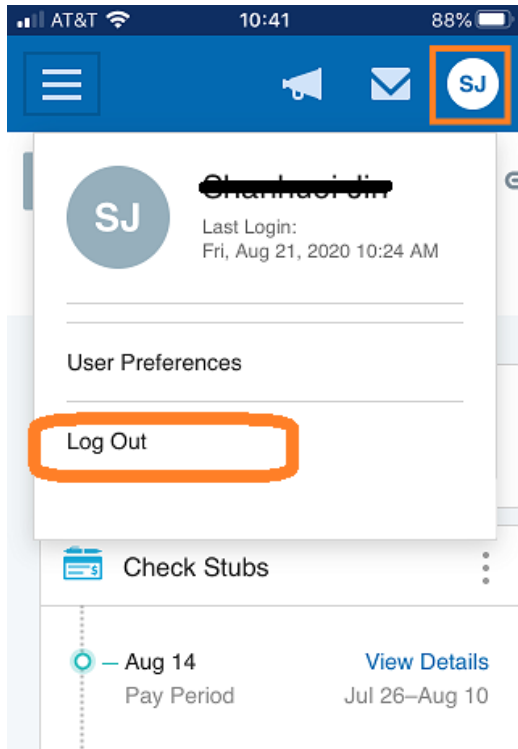 AT&T 10:41 88%
SJ
SJ
Last Login:
Fri, Aug 21, 2020 10:24 AM
User Preferences
Log Out
Check Stubs
Aug 14 View Details
Pay Period Jul 26–Aug 10